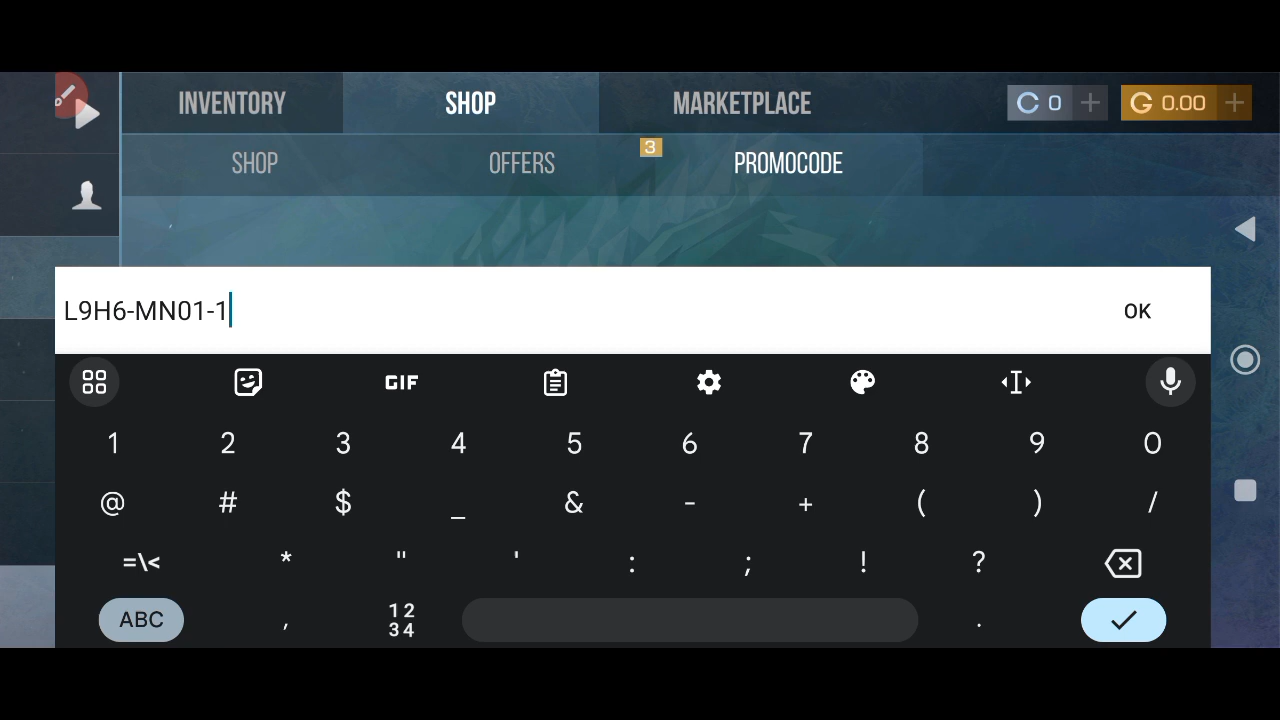 INVENTORY SHOP MARKETPLACE C 0 + G 0.00 +
SHOP OFFERS 3 PROMOCODE
L9H6-MN01-1 OK
GIF
1 2 3 4 5 6 7 8 9 0
@ # $ _ & - + ( ) /
=\< * " ' : ; ! ?
ABC , 12 34 .